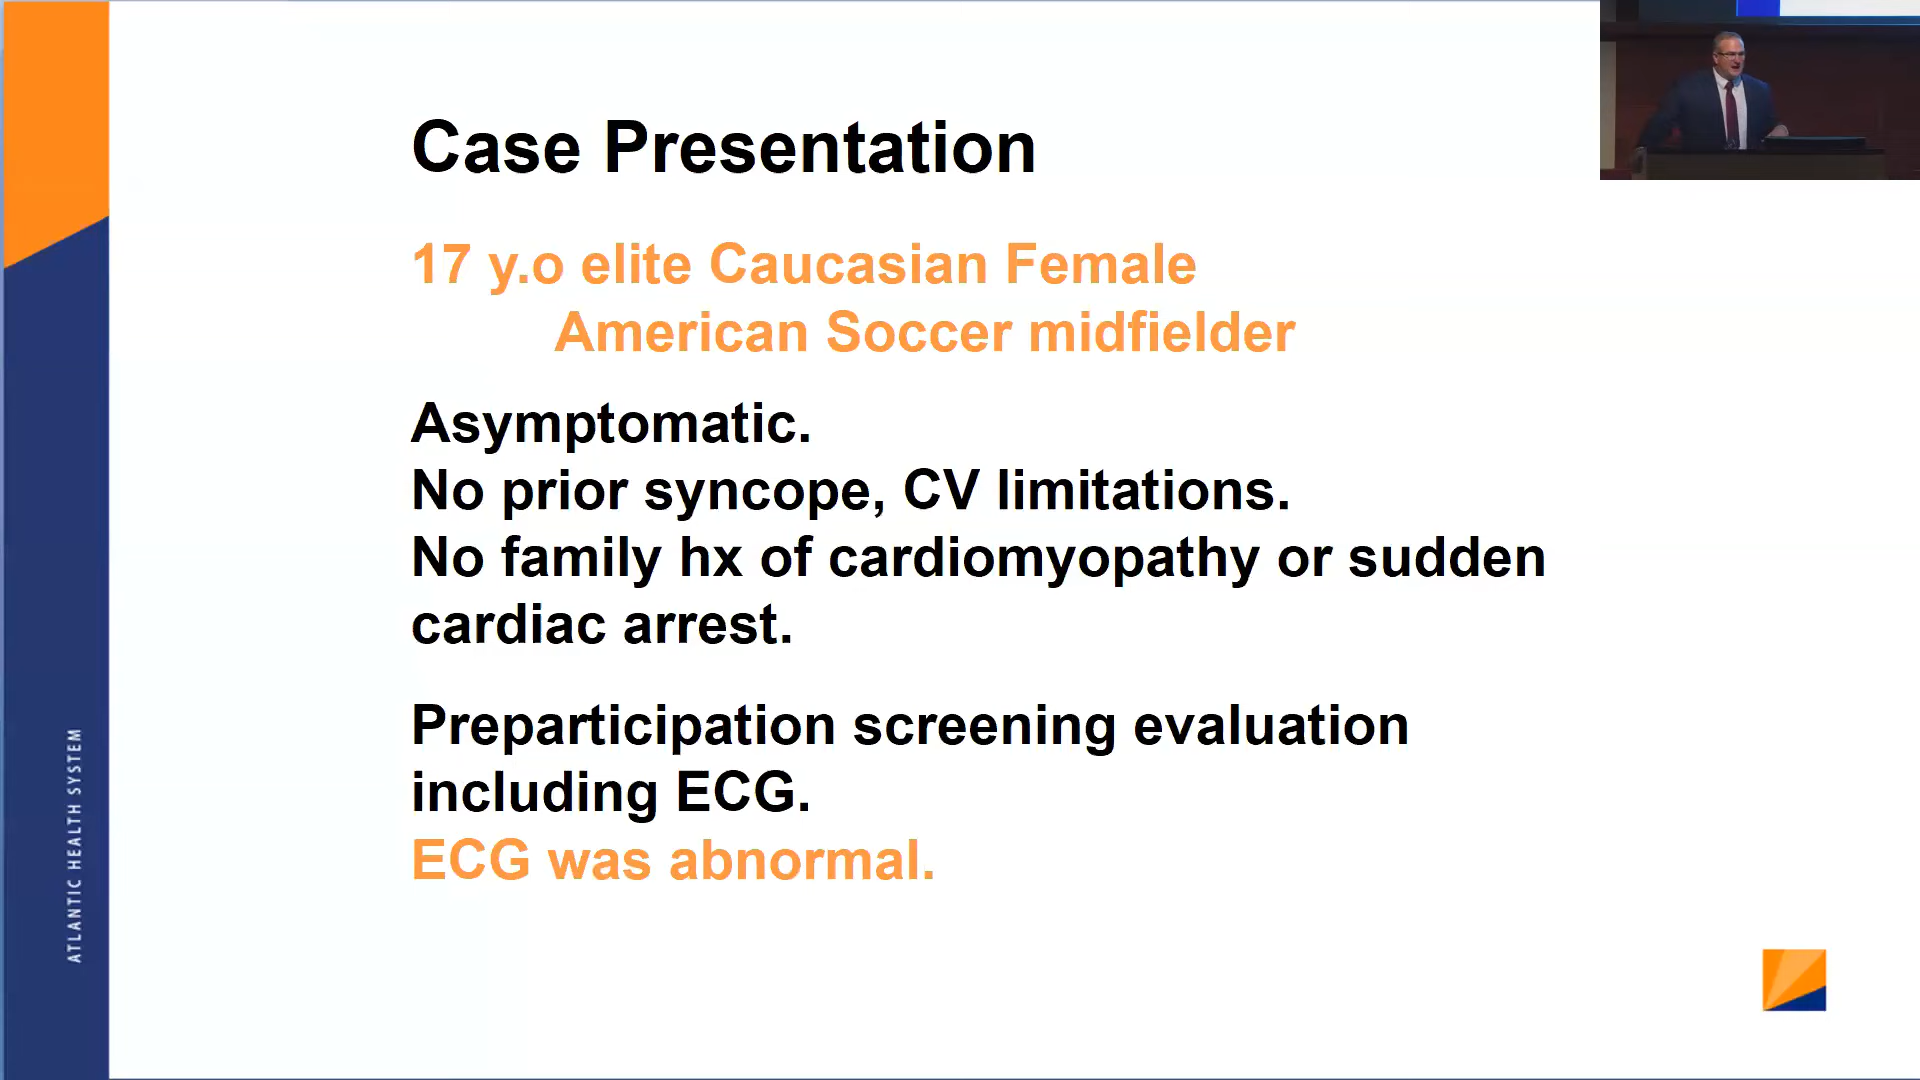 Case Presentation
17 y.o elite Caucasian Female
American Soccer midfielder
Asymptomatic.
No prior syncope, CV limitations.
No family hx of cardiomyopathy or sudden
cardiac arrest.
Preparticipation screening evaluation
including ECG.
ECG was abnormal.
ATLANTIC HEALTH SYSTEM